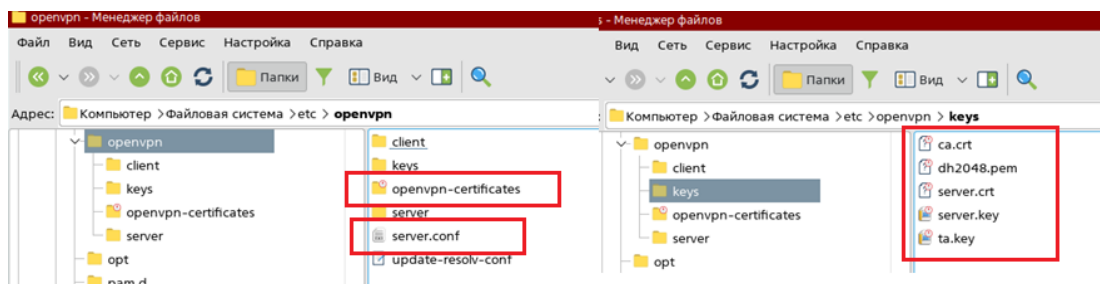 openvpn - Менеджер файлов
Файл Вид Сеть Сервис Настройка Справка
Папки Вид
Адрес: Компьютер >Файловая система >etc > openvpn
openvpn
client
keys
openvpn-certificates
server
opt
pam.d
client
keys
openvpn-certificates
server
server.conf
update-resolv-conf
s - Менеджер файлов
Вид Сеть Сервис Настройка Справка
Папки Вид
: Компьютер >Файловая система >etc >openvpn > keys
openvpn
client
keys
openvpn-certificates
server
opt
ca.crt
dh2048.pem
server.crt
server.key
ta.key